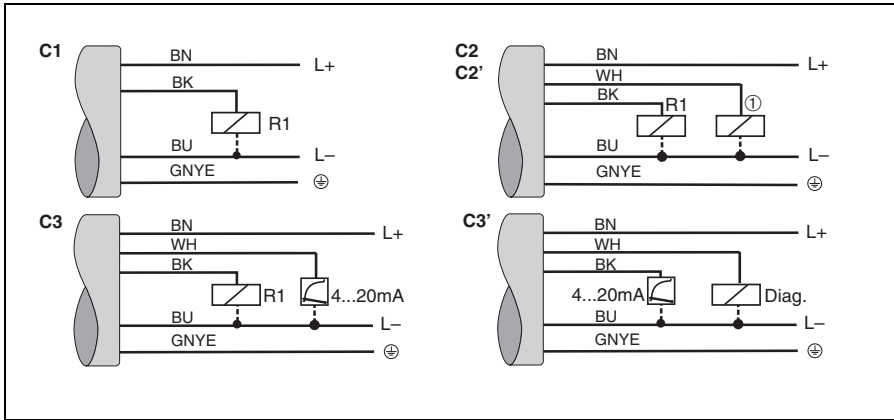 C1
BN
L+
BK
R1
BU
L–
GNYE
C2
C2'
BN
L+
WH
BK
R1
①
BU
L–
GNYE
C3
BN
L+
WH
BK
R1
4...20mA
BU
L–
GNYE
C3'
BN
L+
WH
BK
4...20mA
Diag.
BU
L–
GNYE